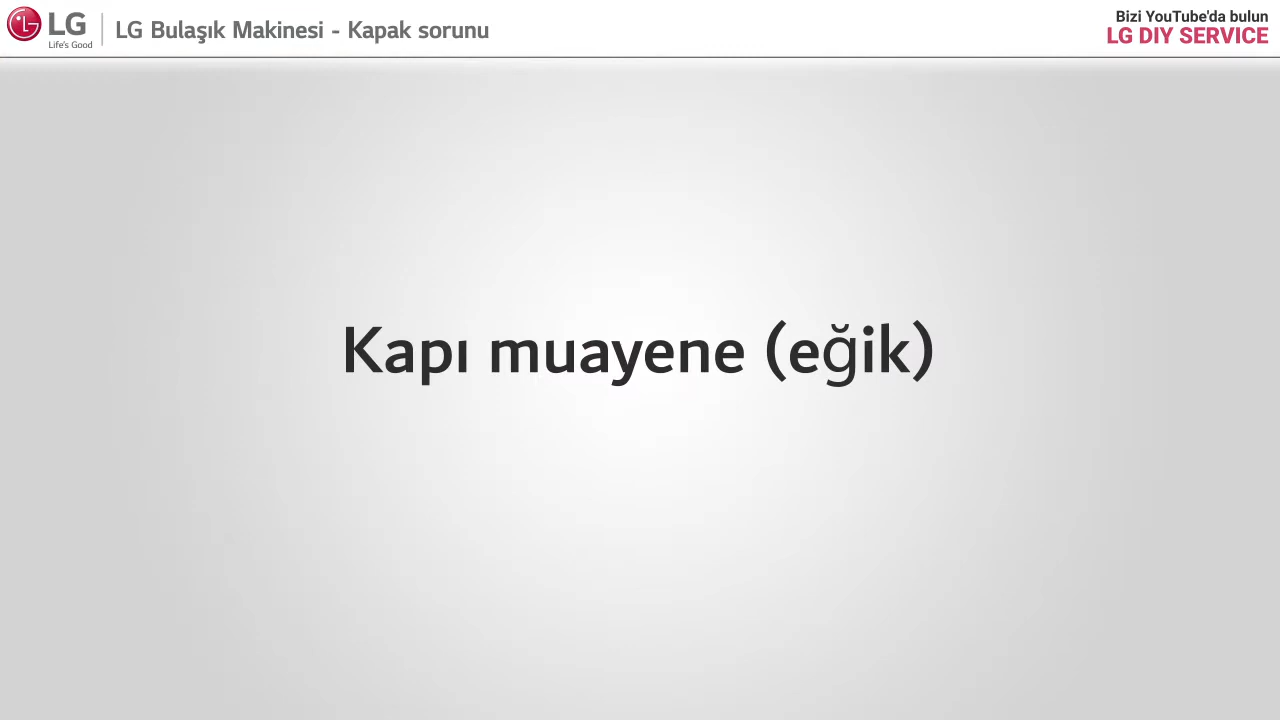 LG
Life's Good
LG Bulaşık Makinesi - Kapak sorunu
Bizi YouTube'da bulun
LG DIY SERVICE
Kapı muayene (eğik)